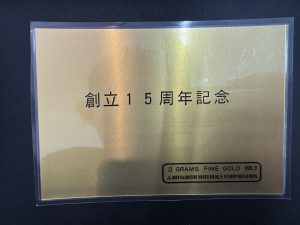 創立１５周年記念
3 GRAMS FINE GOLD 999.9
MITSUBISHI MATERIALS CORPORATION